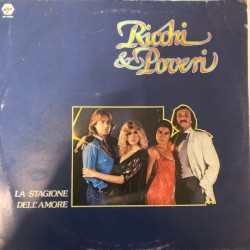 Ricchi
& Poveri
LA STAGIONE
DELL'AMORE